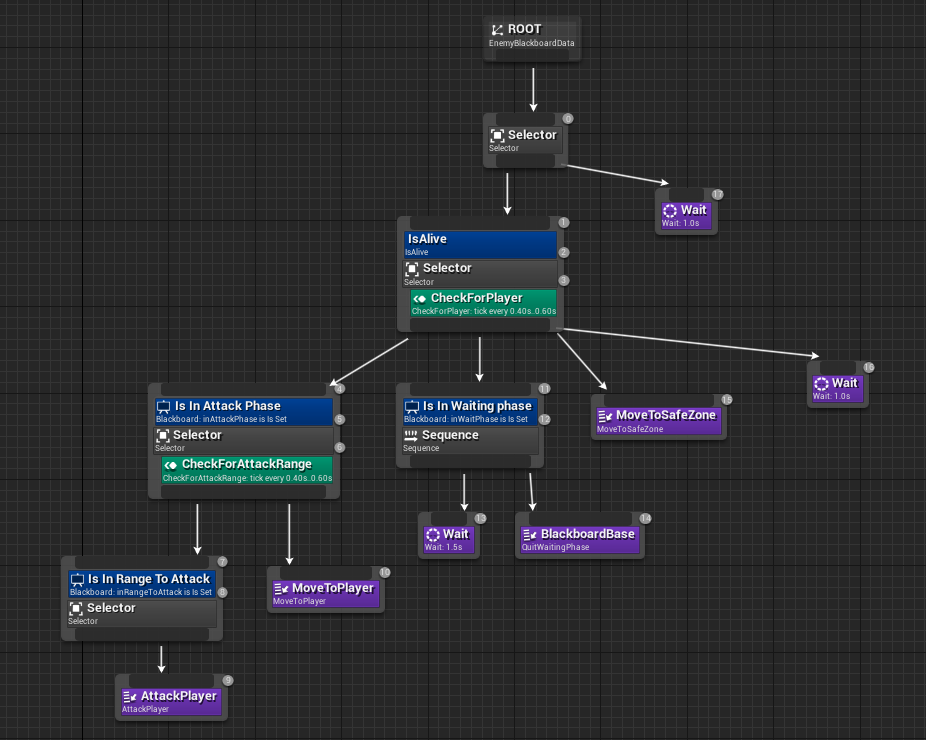 ROOT
EnemyBlackboardData
0
Selector
Selector
17
Wait
Wait: 1.0s
1
IsAlive
IsAlive
2
Selector
Selector
3
CheckForPlayer
CheckForPlayer: tick every 0.40s..0.60s
4
Is In Attack Phase
Blackboard: inAttackPhase is Is Set
5
Selector
Selector
6
CheckForAttackRange
CheckForAttackRange: tick every 0.40s..0.60s
11
Is In Waiting phase
Blackboard: inWaitPhase is Is Set
12
Sequence
Sequence
15
MoveToSafeZone
MoveToSafeZone
16
Wait
Wait: 1.0s
7
Is In Range To Attack
Blackboard: inRangeToAttack is Is Set
8
Selector
Selector
10
MoveToPlayer
MoveToPlayer
13
Wait
Wait: 1.5s
14
BlackboardBase
QuitWaitingPhase
9
AttackPlayer
AttackPlayer